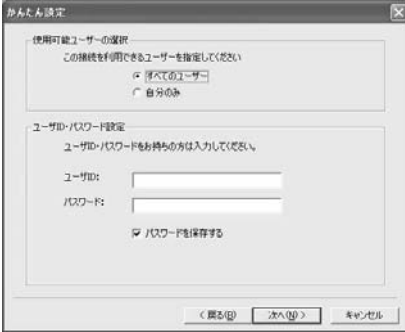 かんたん設定
使用可能ユーザーの選択
この接続を利用できるユーザーを指定してください
すべてのユーザー
自分のみ
ユーザID・パスワード設定
ユーザID・パスワードをお持ちの方は入力してください。
ユーザID:
パスワード:
パスワードを保存する
< 戻る(B) 次へ(N) > キャンセル